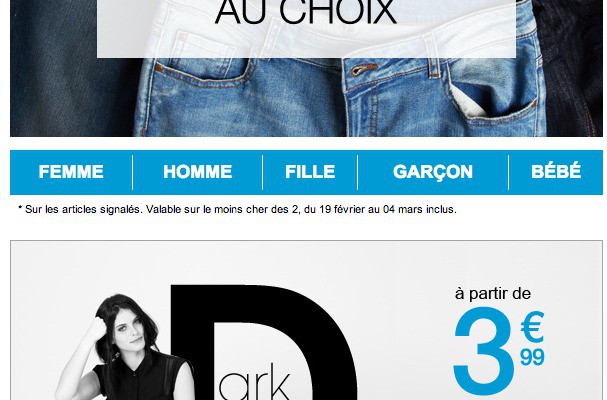 AU CHOIX
FEMME HOMME FILLE GARÇON BÉBÉ
* Sur les articles signalés. Valable sur le moins cher des 2, du 19 février au 04 mars inclus.
à partir de
3€99
Dark